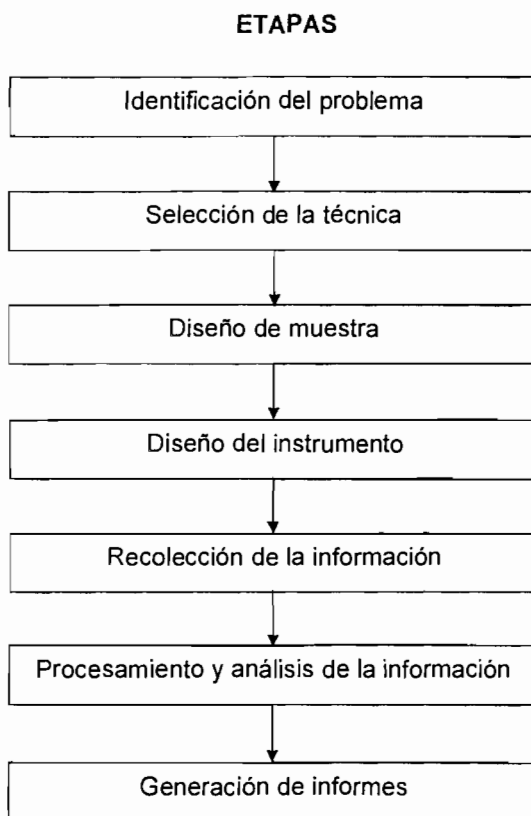 ETAPAS
Identificación del problema
Selección de la técnica
Diseño de muestra
Diseño del instrumento
Recolección de la información
Procesamiento y análisis de la información
Generación de informes